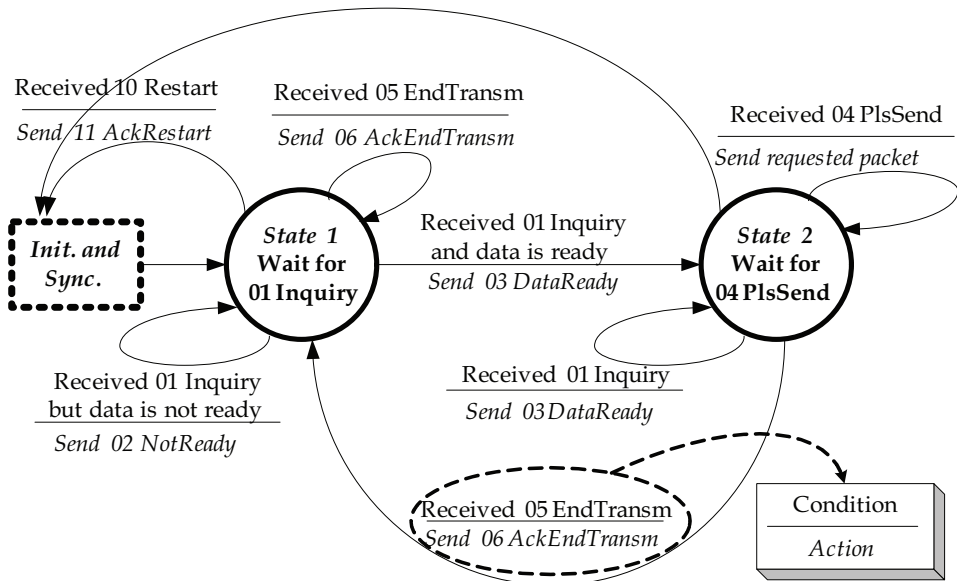 Received 10 Restart
Send 11 AckRestart
Received 05 EndTransm
Send 06 AckEndTransm
Received 04 PlsSend
Send requested packet
Init. and
Sync.
State 1
Wait for
01 Inquiry
Received 01 Inquiry
and data is ready
Send 03 DataReady
State 2
Wait for
04 PlsSend
Received 01 Inquiry
but data is not ready
Send 02 NotReady
Received 01 Inquiry
Send 03 DataReady
Received 05 EndTransm
Send 06 AckEndTransm
Condition
Action